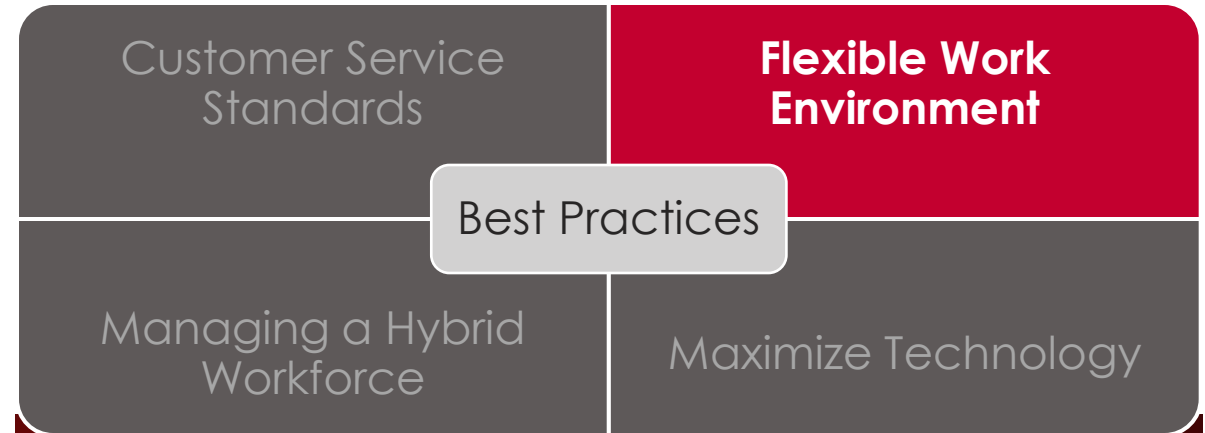 Customer Service
Standards
Flexible Work
Environment
Best Practices
Managing a Hybrid
Workforce
Maximize Technology